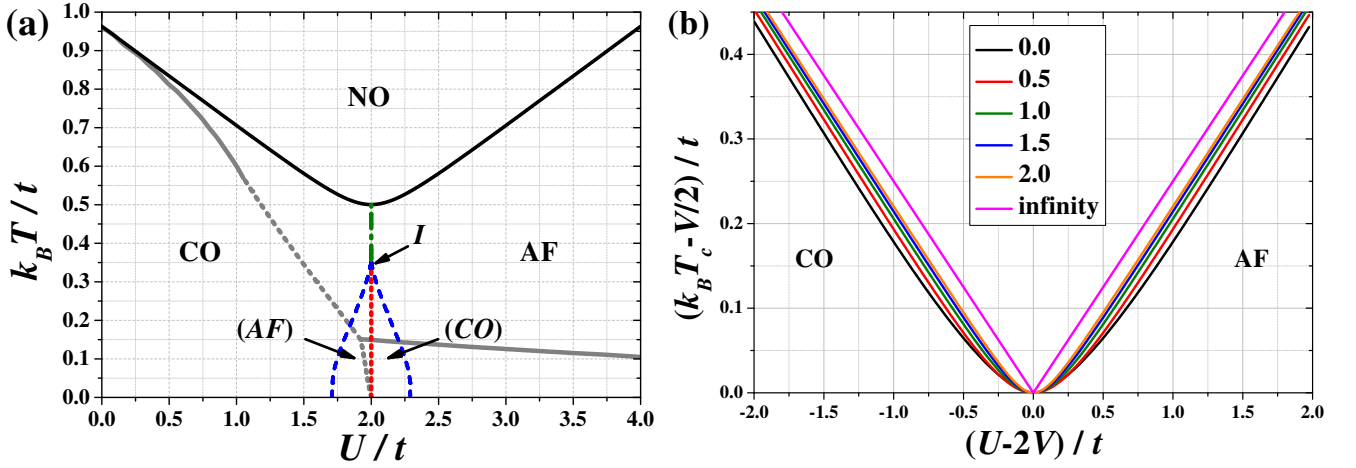 (a)
k_B T / t
1.0
0.9
0.8
0.7
0.6
0.5
0.4
0.3
0.2
0.1
0.0
NO
CO
I
AF
(AF)
(CO)
0.0 0.5 1.0 1.5 2.0 2.5 3.0 3.5 4.0
U / t
(b)
(k_B T_c - V/2) / t
0.4
0.3
0.2
0.1
0.0
0.0
0.5
1.0
1.5
2.0
infinity
CO
AF
-2.0 -1.5 -1.0 -0.5 0.0 0.5 1.0 1.5 2.0
(U-2V) / t